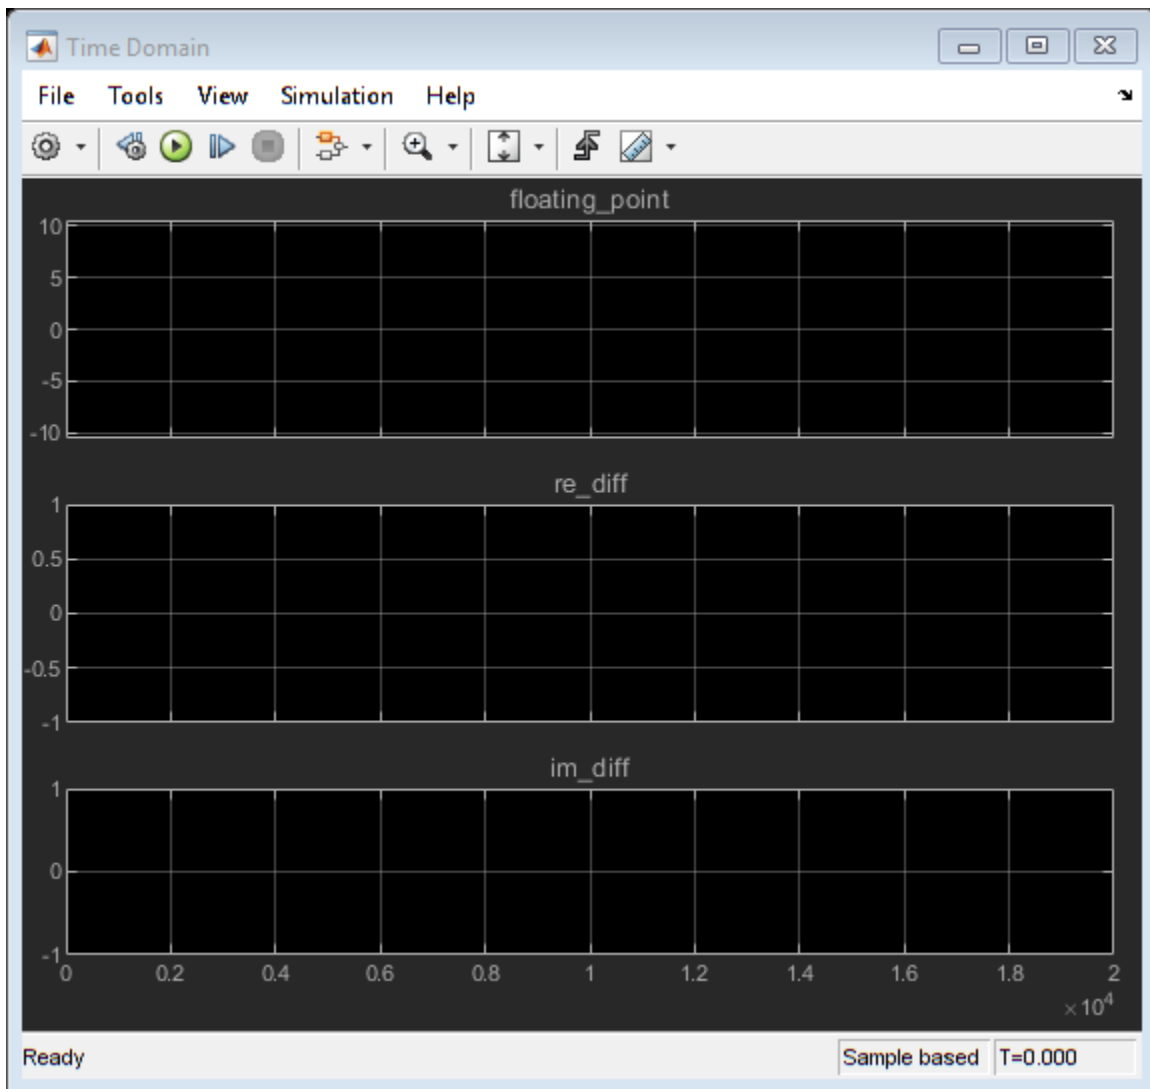 Time Domain
File Tools View Simulation Help
floating_point
10
5
0
-5
-10
re_diff
1
0.5
0
-0.5
-1
im_diff
1
0
-1
0 0.2 0.4 0.6 0.8 1 1.2 1.4 1.6 1.8 2
×10⁴
Ready Sample based T=0.000